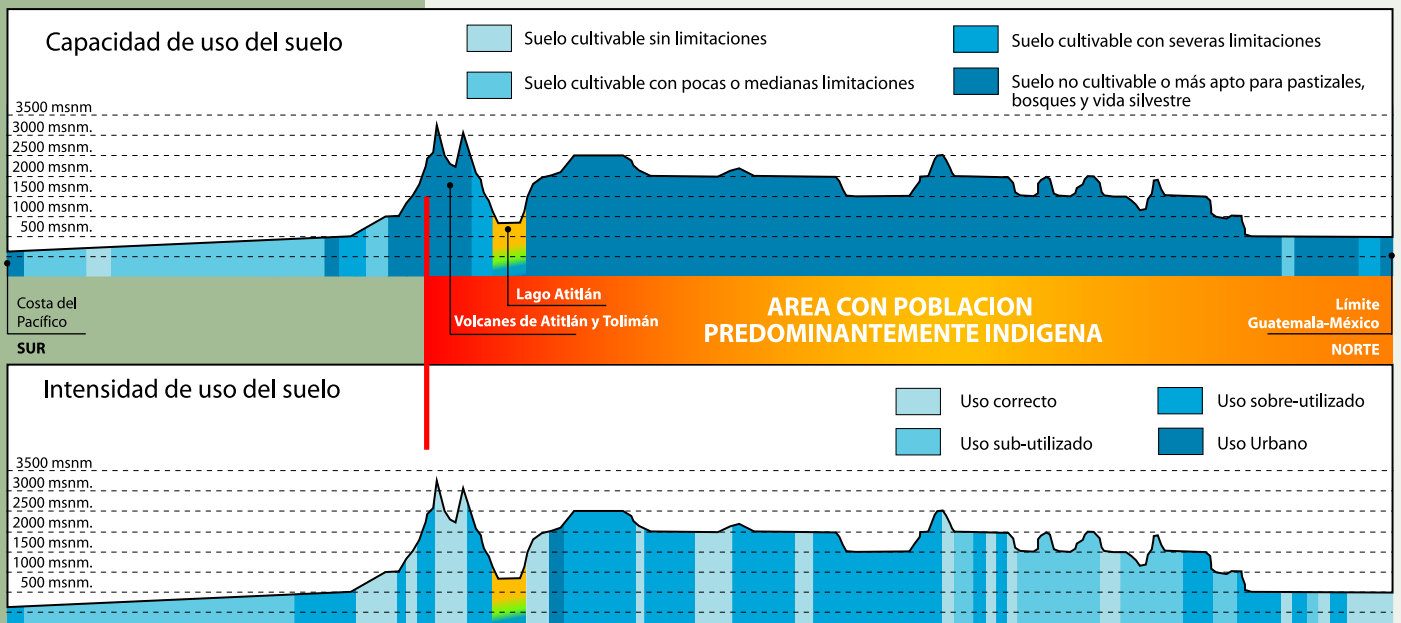 Capacidad de uso del suelo
Suelo cultivable sin limitaciones
Suelo cultivable con pocas o medianas limitaciones
Suelo cultivable con severas limitaciones
Suelo no cultivable o más apto para pastizales,
bosques y vida silvestre
3500 msnm
3000 msnm.
2500 msnm.
2000 msnm.
1500 msnm.
1000 msnm.
500 msnm.
Costa del
Pacífico
SUR
Lago Atitlán
Volcanes de Atitlán y Tolimán
AREA CON POBLACION
PREDOMINANTEMENTE INDIGENA
Límite
Guatemala-México
NORTE
Intensidad de uso del suelo
Uso correcto
Uso sub-utilizado
Uso sobre-utilizado
Uso Urbano
3500 msnm
3000 msnm.
2500 msnm.
2000 msnm.
1500 msnm.
1000 msnm.
500 msnm.